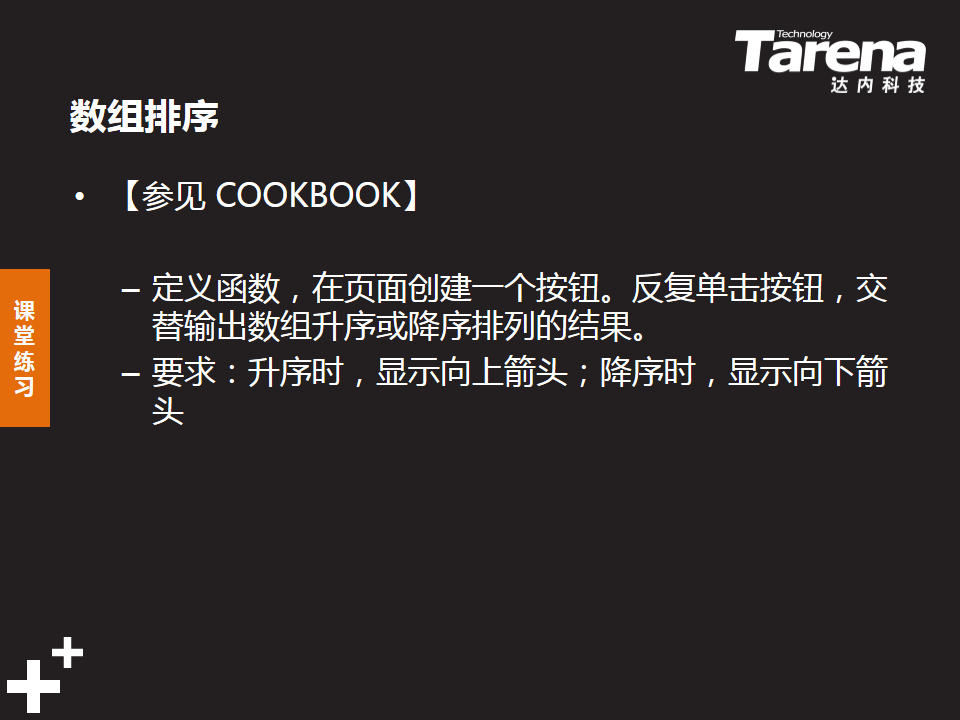 Technology
Tarena
达内科技
数组排序
• 【参见 COOKBOOK】
– 定义函数，在页面创建一个按钮。反复单击按钮，交
替输出数组升序或降序排列的结果。
– 要求：升序时，显示向上箭头；降序时，显示向下箭
头
课
堂
练
习